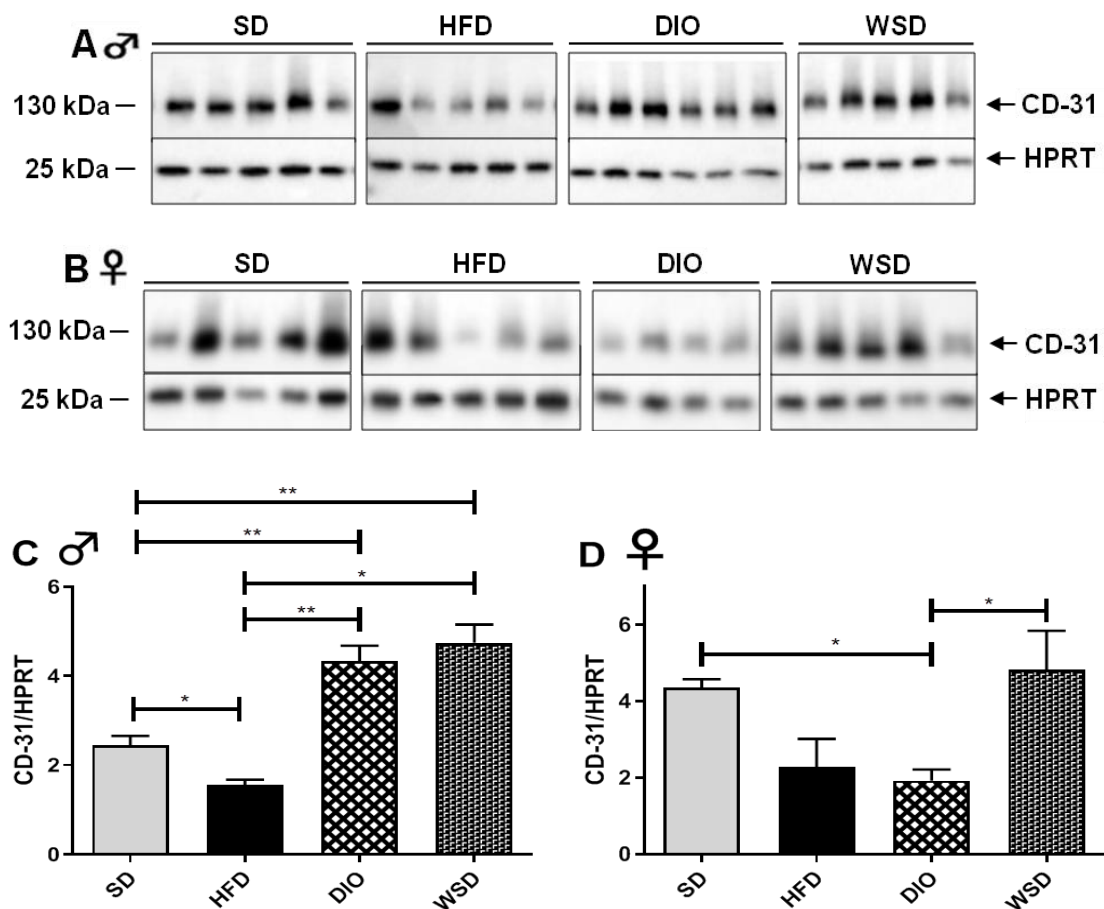 A ♂ SD HFD DIO WSD
130 kDa CD-31
25 kDa HPRT
B ♀ SD HFD DIO WSD
130 kDa CD-31
25 kDa HPRT
C ♂
**
**
*
**
*
CD-31/HPRT
6
4
2
0
SD HFD DIO WSD
D ♀
*
*
CD-31/HPRT
6
4
2
0
SD HFD DIO WSD